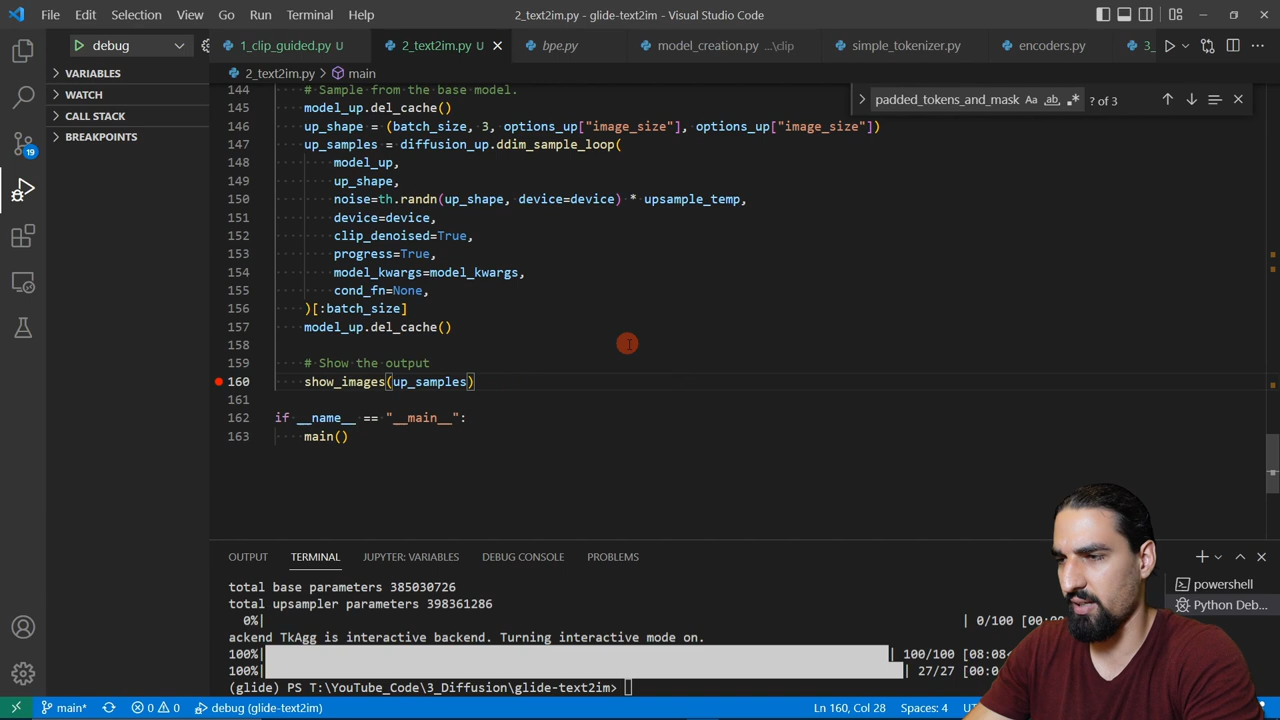 File Edit Selection View Go Run Terminal Help 2_text2im.py - glide-text2im - Visual Studio Code
debug 1_clip_guided.py U 2_text2im.py U bpe.py model_creation.py ...\clip simple_tokenizer.py encoders.py 3_
VARIABLES
WATCH
CALL STACK
BREAKPOINTS
19
2_text2im.py > main
padded_tokens_and_mask Aa ab ? of 3
144 # Sample from the base model.
145 model_up.del_cache()
146 up_shape = (batch_size, 3, options_up["image_size"], options_up["image_size"])
147 up_samples = diffusion_up.ddim_sample_loop(
148 model_up,
149 up_shape,
150 noise=th.randn(up_shape, device=device) * upsample_temp,
151 device=device,
152 clip_denoised=True,
153 progress=True,
154 model_kwargs=model_kwargs,
155 cond_fn=None,
156 )[:batch_size]
157 model_up.del_cache()
158
159 # Show the output
160 show_images(up_samples)
161
162 if __name__ == "__main__":
163 main()
OUTPUT TERMINAL JUPYTER: VARIABLES DEBUG CONSOLE PROBLEMS
powershell
Python Deb...
total base parameters 385030726
total upsampler parameters 398361286
0%| | 0/100 [00:
ackend TkAgg is interactive backend. Turning interactive mode on.
100%| | 100/100 [08:08
100%| | 27/27 [00:
(glide) PS T:\YouTube_Code\3_Diffusion\glide-text2im>
main* 0 0 debug (glide-text2im) Ln 160, Col 28 Spaces: 4